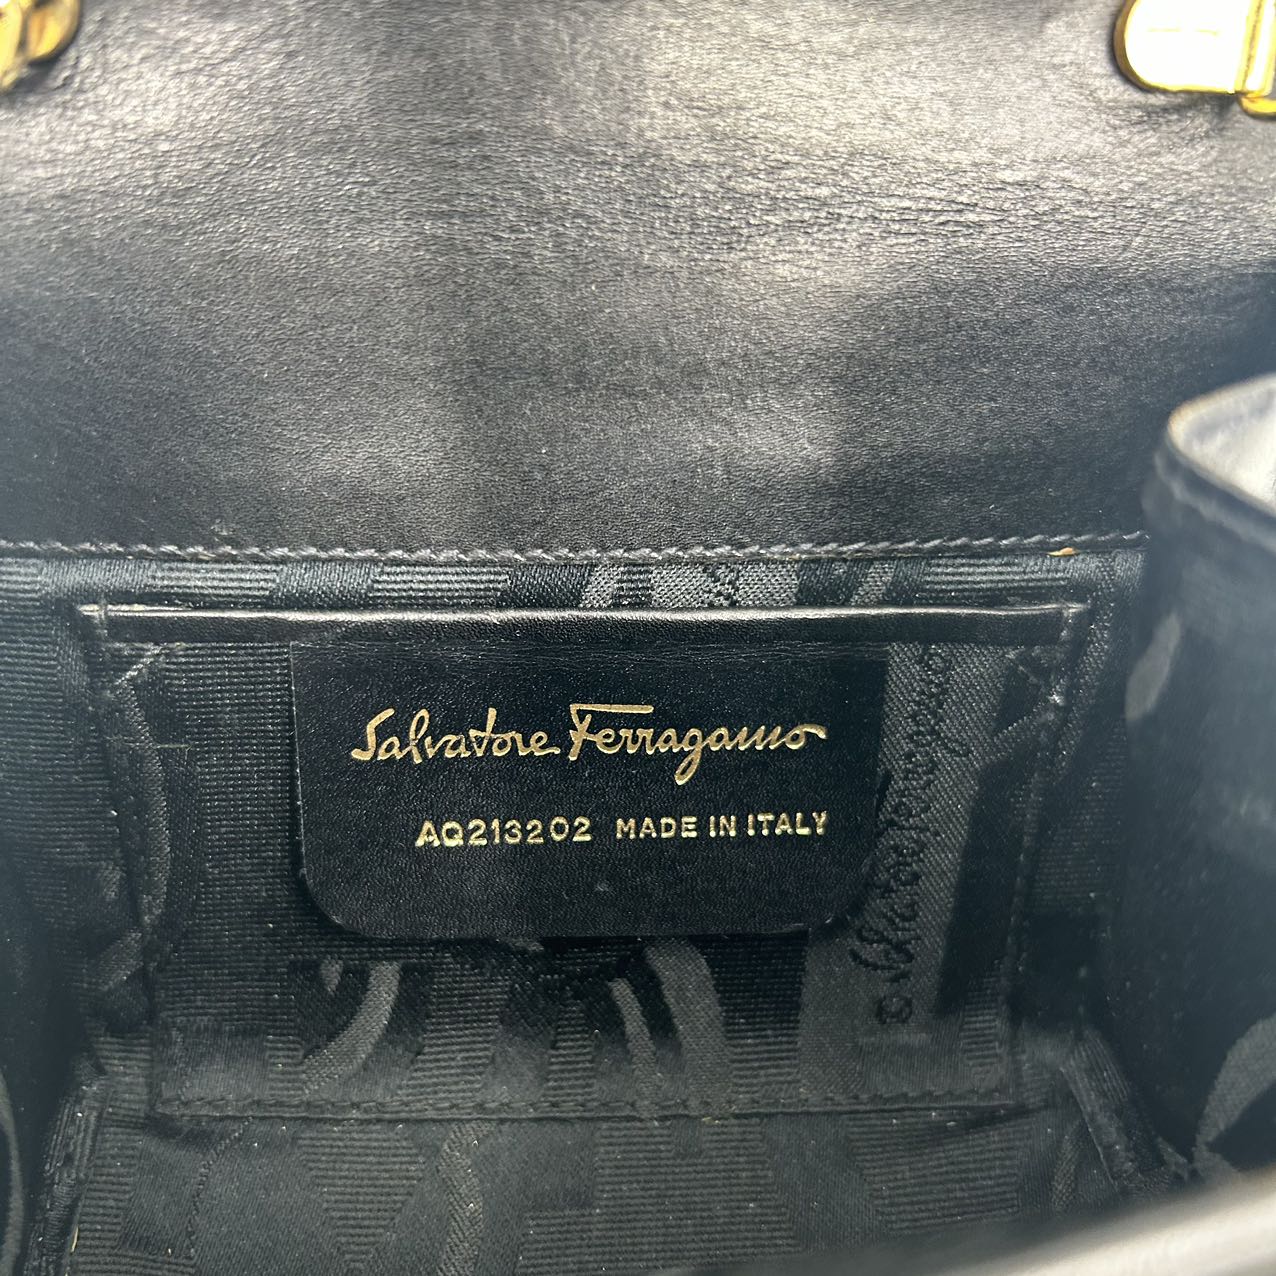 Salvatore Ferragamo
AQ213202 MADE IN ITALY